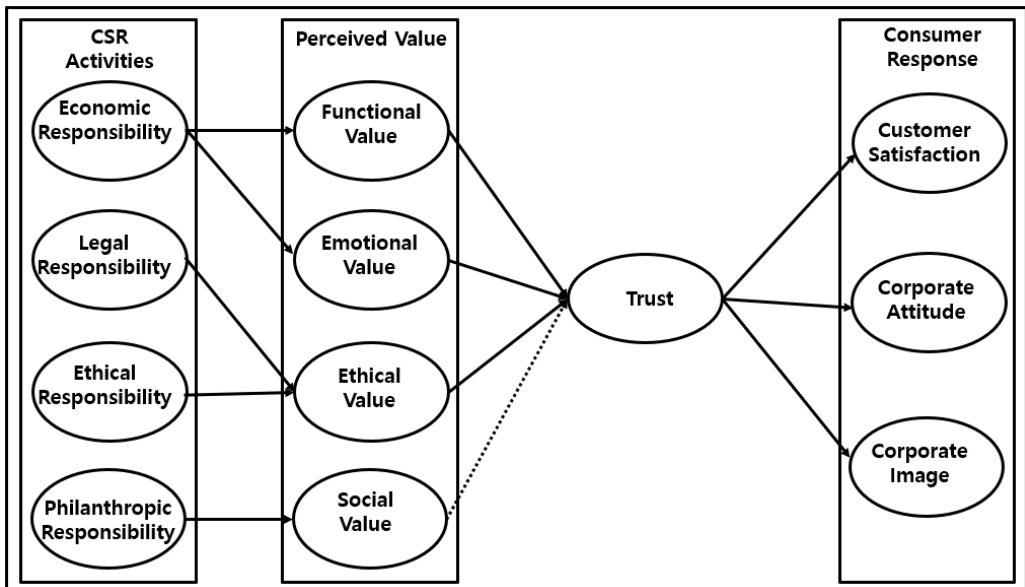 CSR
Activities
Economic
Responsibility
Legal
Responsibility
Ethical
Responsibility
Philanthropic
Responsibility
Perceived Value
Functional
Value
Emotional
Value
Ethical
Value
Social
Value
Trust
Consumer
Response
Customer
Satisfaction
Corporate
Attitude
Corporate
Image